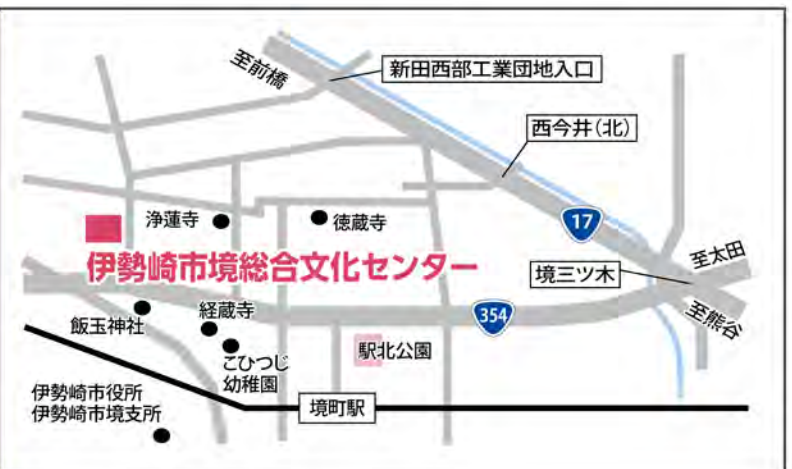 至前橋
新田西部工業団地入口
西今井(北)
17
浄蓮寺
徳蔵寺
伊勢崎市境総合文化センター
至太田
境三ツ木
至熊谷
354
飯玉神社
経蔵寺
こひつじ
幼稚園
駅北公園
伊勢崎市役所
伊勢崎市境支所
境町駅